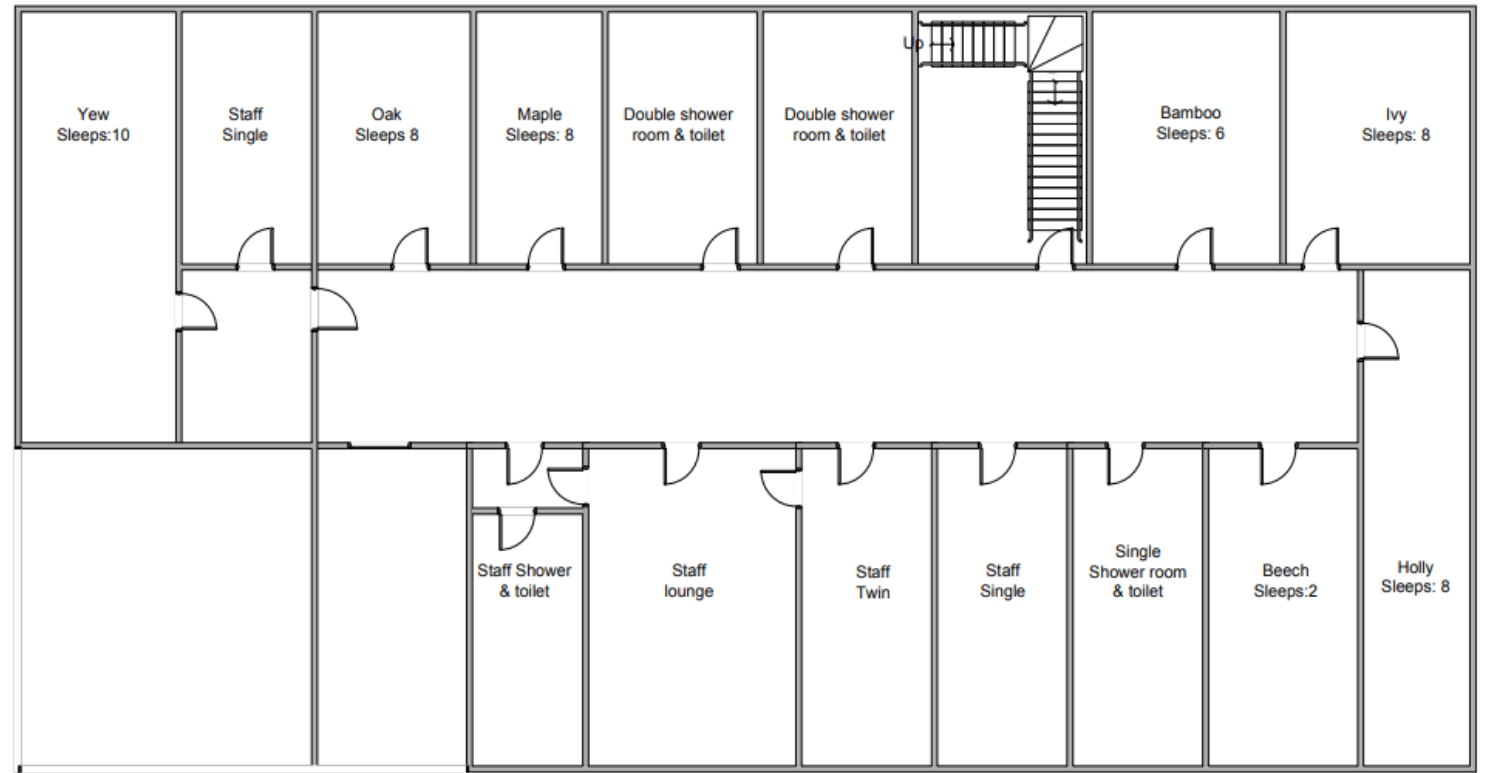 Up
Yew
Sleeps:10
Staff
Single
Oak
Sleeps 8
Maple
Sleeps: 8
Double shower
room & toilet
Double shower
room & toilet
Bamboo
Sleeps: 6
Ivy
Sleeps: 8
Staff Shower
& toilet
Staff
lounge
Staff
Twin
Staff
Single
Single
Shower room
& toilet
Beech
Sleeps:2
Holly
Sleeps: 8